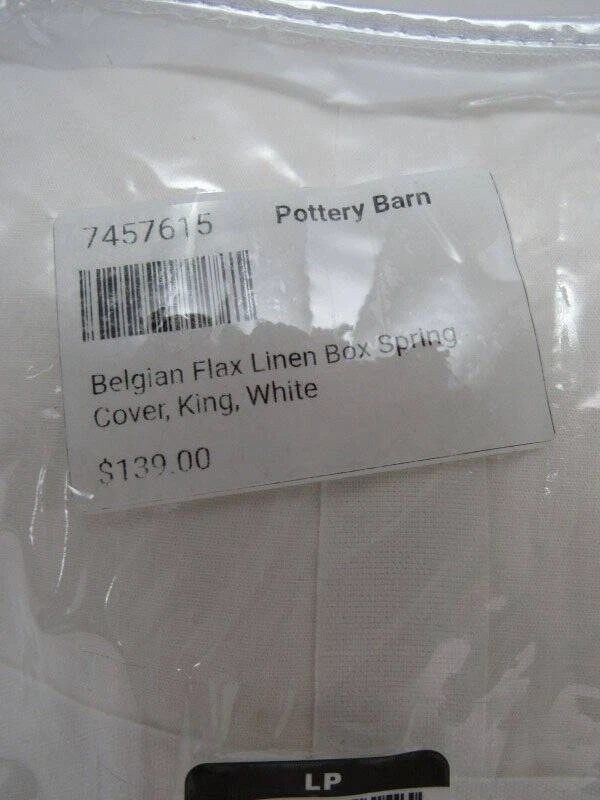 7457615 Pottery Barn
Belgian Flax Linen Box Spring
Cover, King, White
$139.00
LP